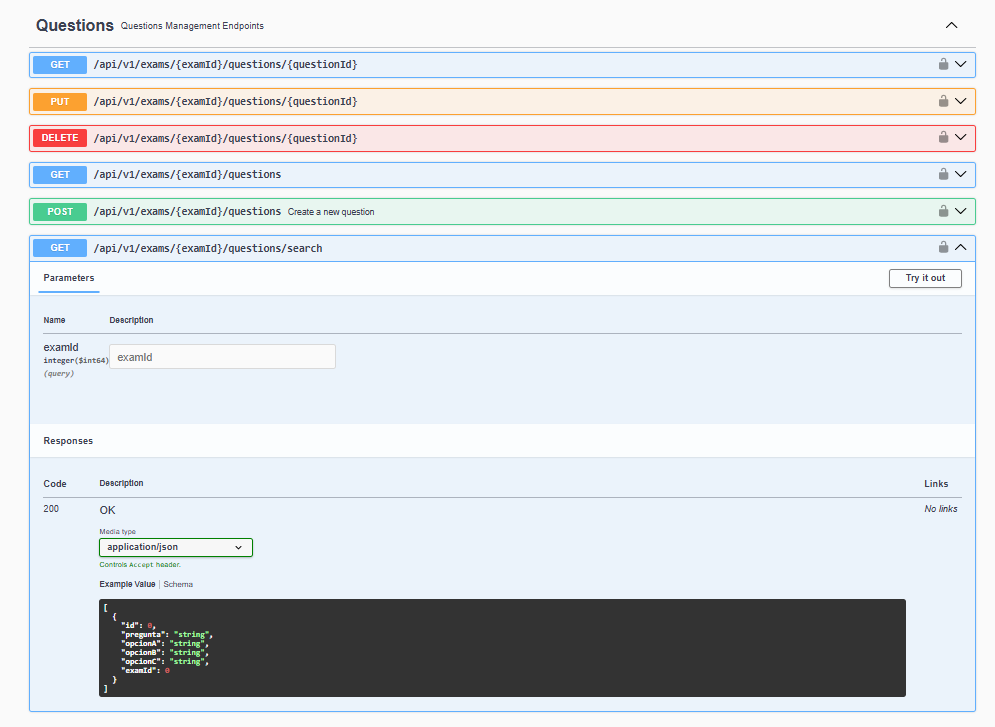 Questions Questions Management Endpoints
GET /api/v1/exams/{examId}/questions/{questionId}
PUT /api/v1/exams/{examId}/questions/{questionId}
DELETE /api/v1/exams/{examId}/questions/{questionId}
GET /api/v1/exams/{examId}/questions
POST /api/v1/exams/{examId}/questions Create a new question
GET /api/v1/exams/{examId}/questions/search
Parameters Try it out
Name Description
examId
integer($int64)
(query)
examId
Responses
Code Description Links
200 OK No links
Media type
application/json
Controls Accept header.
Example Value | Schema
[
  {
    "id": 0,
    "pregunta": "string",
    "opcionA": "string",
    "opcionB": "string",
    "opcionC": "string",
    "examId": 0
  }
]